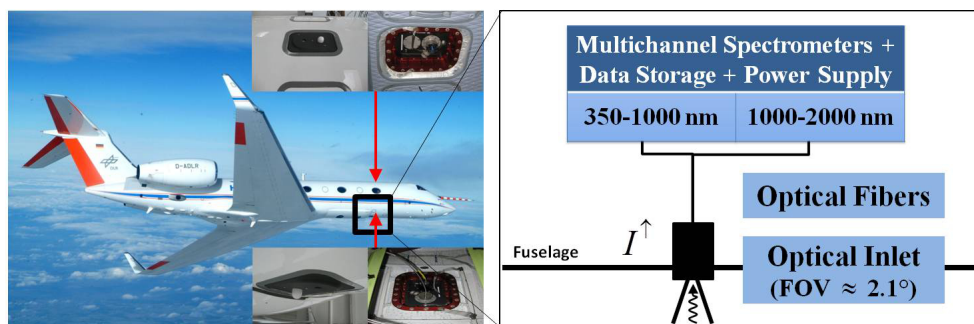 D-ADLR
DLR
Multichannel Spectrometers +
Data Storage + Power Supply
350-1000 nm
1000-2000 nm
Optical Fibers
I↑
Fuselage
Optical Inlet
(FOV ≈ 2.1°)